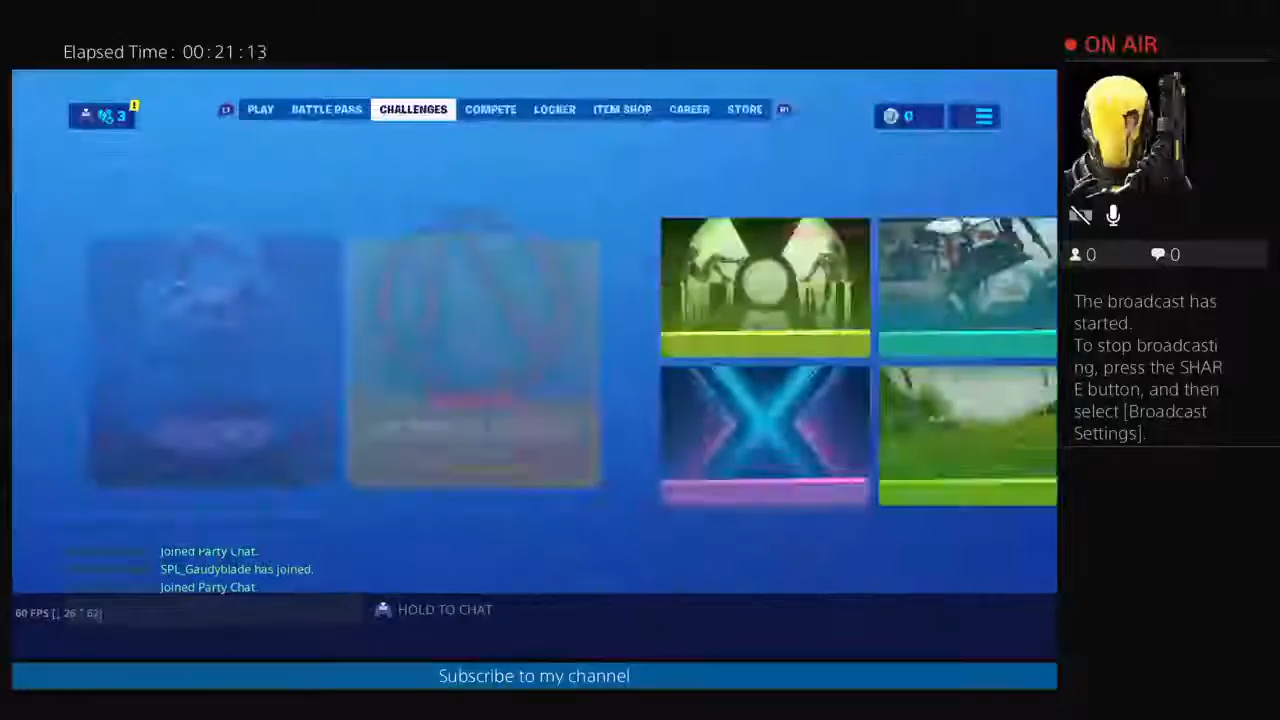 Elapsed Time: 00:21:13
ON AIR
3
PLAY BATTLE PASS CHALLENGES COMPETE LOCKER ITEM SHOP CAREER STORE
0
0 0
The broadcast has
started.
To stop broadcasti
ng, press the SHAR
E button, and then
select [Broadcast
Settings].
Joined Party Chat.
SPL_Gaudyblade has joined.
Joined Party Chat
60 FPS
HOLD TO CHAT
Subscribe to my channel